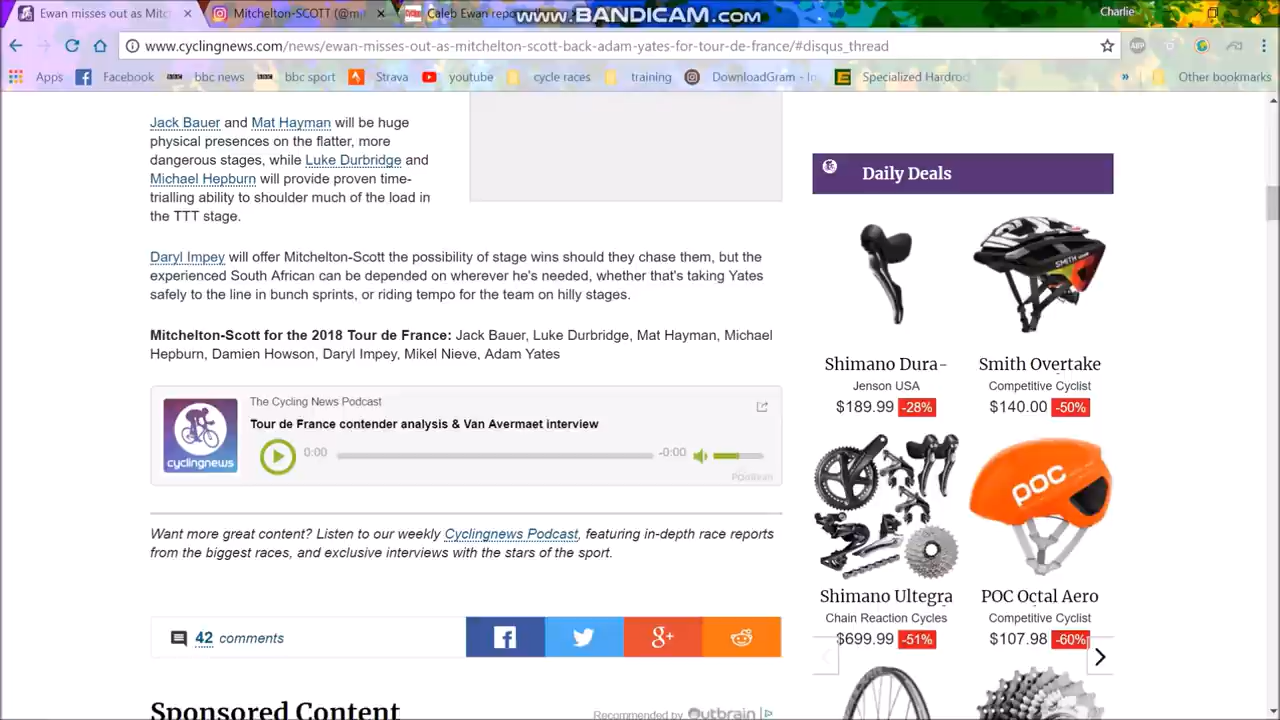 Ewan misses out as Mitc
Mitchelton-SCOTT (@m
Caleb Ewan repor
www.BANDICAM.com
Charlie
www.cyclingnews.com/news/ewan-misses-out-as-mitchelton-scott-back-adam-yates-for-tour-de-france/#disqus_thread
Apps
Facebook
bbc news
bbc sport
Strava
youtube
cycle races
training
DownloadGram - In
Specialized Hardroc
»
Other bookmarks
Jack Bauer and Mat Hayman will be huge
physical presences on the flatter, more
dangerous stages, while Luke Durbridge and
Michael Hepburn will provide proven time-
trialling ability to shoulder much of the load in
the TTT stage.
Daryl Impey will offer Mitchelton-Scott the possibility of stage wins should they chase them, but the
experienced South African can be depended on wherever he's needed, whether that's taking Yates
safely to the line in bunch sprints, or riding tempo for the team on hilly stages.
Mitchelton-Scott for the 2018 Tour de France: Jack Bauer, Luke Durbridge, Mat Hayman, Michael
Hepburn, Damien Howson, Daryl Impey, Mikel Nieve, Adam Yates
The Cycling News Podcast
Tour de France contender analysis & Van Avermaet interview
cyclingnews
0:00
-0:00
Want more great content? Listen to our weekly Cyclingnews Podcast, featuring in-depth race reports
from the biggest races, and exclusive interviews with the stars of the sport.
42 comments
Sponsored Content
Recommended by Outbrain
Daily Deals
SMITH
Shimano Dura-
Jenson USA
$189.99 -28%
Smith Overtake
Competitive Cyclist
$140.00 -50%
POC
Shimano Ultegra
Chain Reaction Cycles
$699.99 -51%
POC Octal Aero
Competitive Cyclist
$107.98 -60%